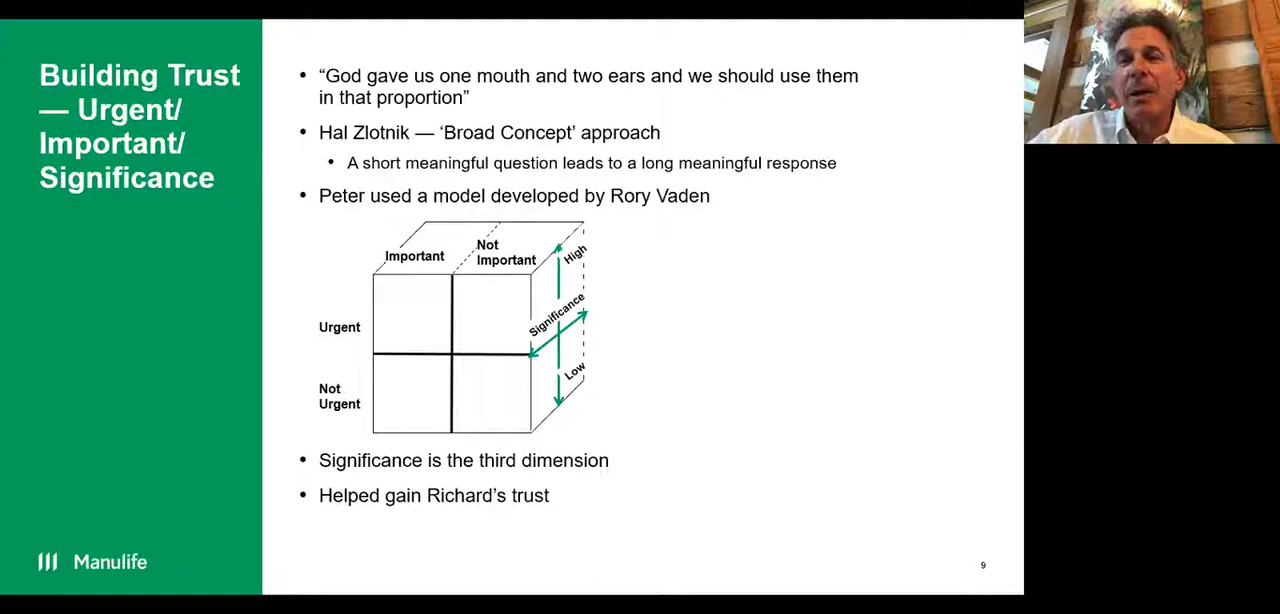 Building Trust
— Urgent/
Important/
Significance
• “God gave us one mouth and two ears and we should use them
in that proportion”
• Hal Zlotnik — ‘Broad Concept’ approach
• A short meaningful question leads to a long meaningful response
• Peter used a model developed by Rory Vaden
Important
Not
Important
High
Significance
Low
Urgent
Not
Urgent
• Significance is the third dimension
• Helped gain Richard’s trust
Manulife
9